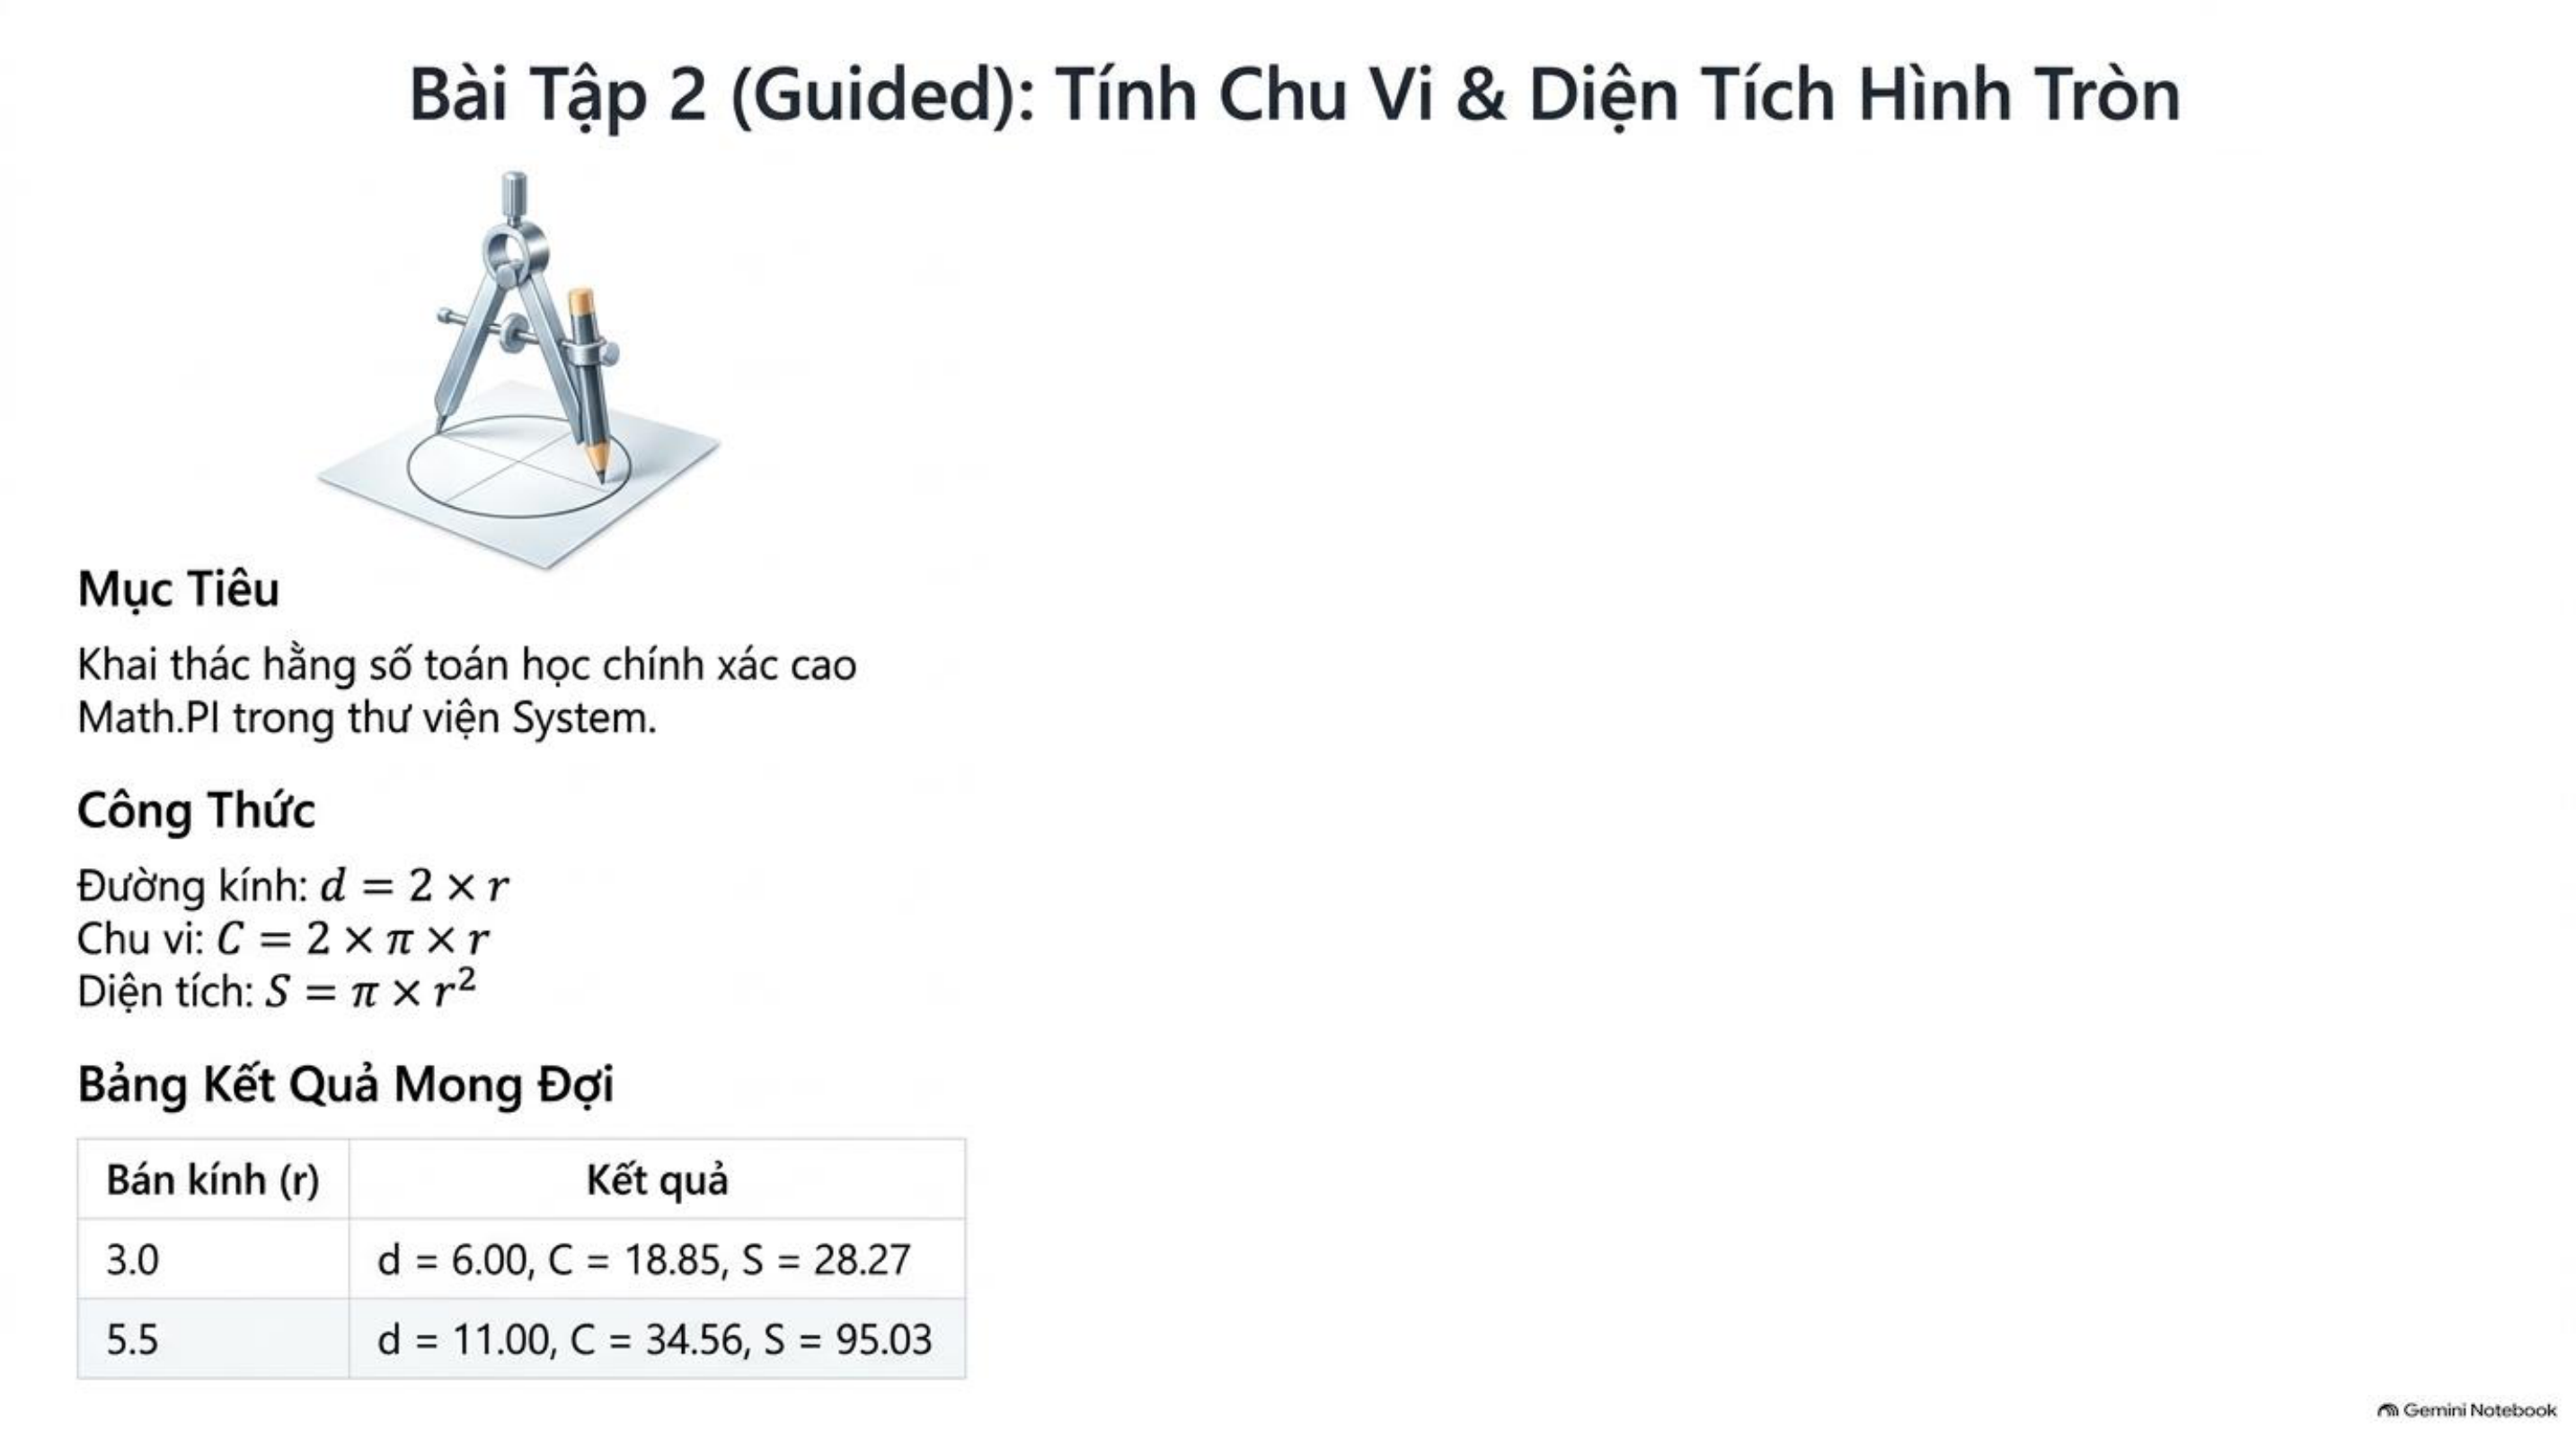 Bài Tập 2 (Guided): Tính Chu Vi & Diện Tích Hình Tròn
Mục Tiêu
Khai thác hằng số toán học chính xác cao
Math.PI trong thư viện System.
Công Thức
Đường kính: d = 2 × r
Chu vi: C = 2 × π × r
Diện tích: S = π × r²
Bảng Kết Quả Mong Đợi
Bán kính (r) Kết quả
3.0 d = 6.00, C = 18.85, S = 28.27
5.5 d = 11.00, C = 34.56, S = 95.03
Gemini Notebook